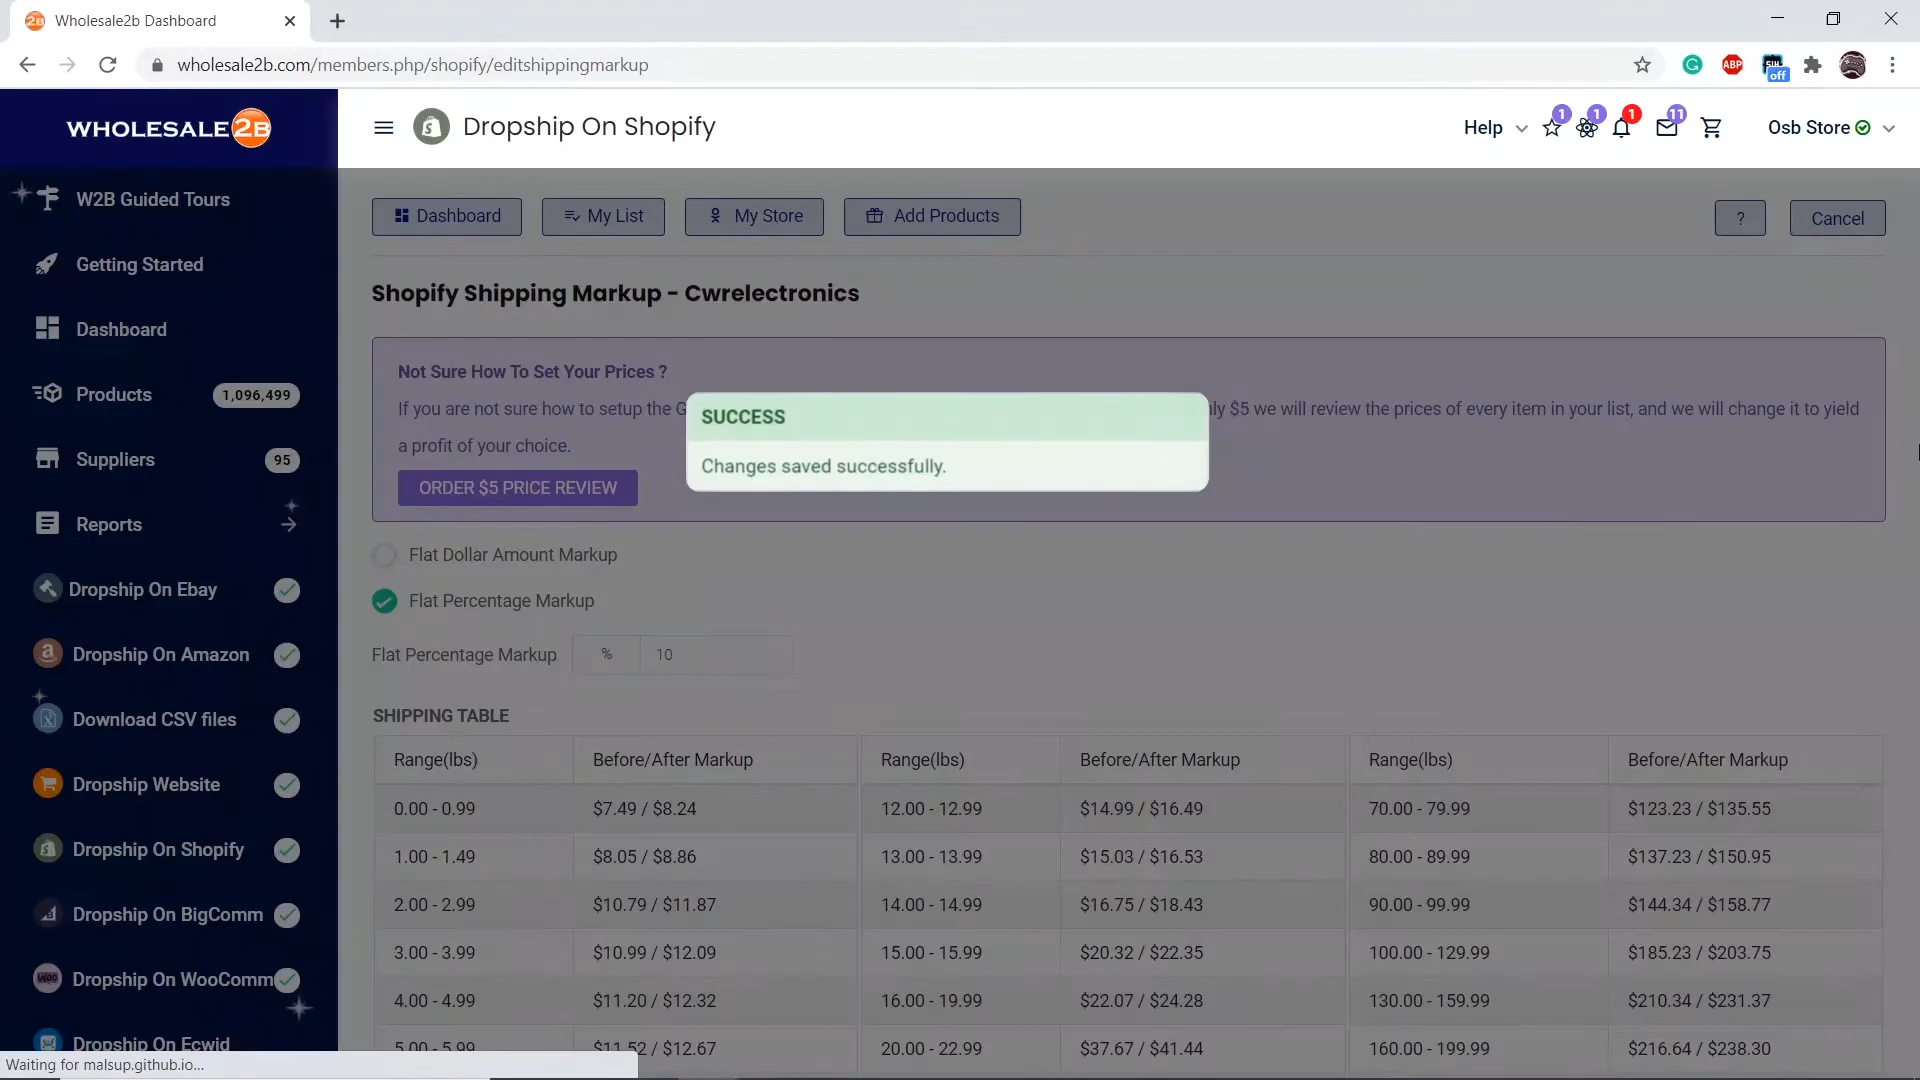 Wholesale2b Dashboard
wholesale2b.com/members.php/shopify/editshippingmarkup
ABP
off
WHOLESALE2B
Dropship On Shopify
Help
1
1
1
11
Osb Store
W2B Guided Tours
Getting Started
Dashboard
Products 1,096,499
Suppliers 95
Reports
Dropship On Ebay
Dropship On Amazon
Download CSV files
Dropship Website
Dropship On Shopify
Dropship On BigComm
Dropship On WooComm
Dropship On Ecwid
Waiting for malsup.github.io...
Dashboard My List My Store Add Products ? Cancel
Shopify Shipping Markup - Cwrelectronics
Not Sure How To Set Your Prices ?
If you are not sure how to setup the G
ly $5 we will review the prices of every item in your list, and we will change it to yield
a profit of your choice.
ORDER $5 PRICE REVIEW
SUCCESS
Changes saved successfully.
Flat Dollar Amount Markup
Flat Percentage Markup
Flat Percentage Markup % 10
SHIPPING TABLE
Range(lbs) Before/After Markup Range(lbs) Before/After Markup Range(lbs) Before/After Markup
0.00 - 0.99 $7.49 / $8.24 12.00 - 12.99 $14.99 / $16.49 70.00 - 79.99 $123.23 / $135.55
1.00 - 1.49 $8.05 / $8.86 13.00 - 13.99 $15.03 / $16.53 80.00 - 89.99 $137.23 / $150.95
2.00 - 2.99 $10.79 / $11.87 14.00 - 14.99 $16.75 / $18.43 90.00 - 99.99 $144.34 / $158.77
3.00 - 3.99 $10.99 / $12.09 15.00 - 15.99 $20.32 / $22.35 100.00 - 129.99 $185.23 / $203.75
4.00 - 4.99 $11.20 / $12.32 16.00 - 19.99 $22.07 / $24.28 130.00 - 159.99 $210.34 / $231.37
5.00 - 5.99 $11.52 / $12.67 20.00 - 22.99 $37.67 / $41.44 160.00 - 199.99 $216.64 / $238.30